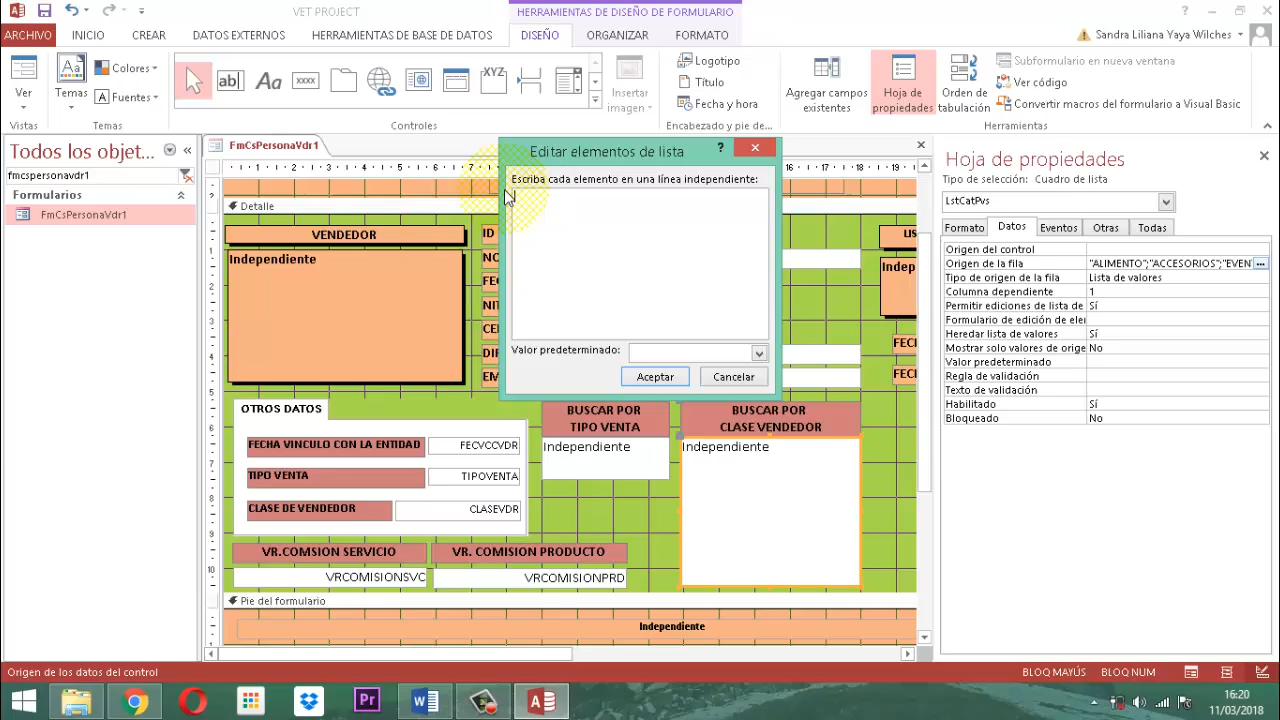 VET PROJECT
HERRAMIENTAS DE DISEÑO DE FORMULARIO
ARCHIVO
INICIO
CREAR
DATOS EXTERNOS
HERRAMIENTAS DE BASE DE DATOS
DISEÑO
ORGANIZAR
FORMATO
Sandra Liliana Yaya Wilches
Ver
Temas
Colores
Fuentes
Insertar imagen
Logotipo
Título
Fecha y hora
Agregar campos existentes
Hoja de propiedades
Orden de tabulación
Subformulario en nueva ventana
Ver código
Convertir macros del formulario a Visual Basic
Vistas
Temas
Controles
Encabezado y pie de...
Herramientas
Todos los objet...
fmcspersonavdr1
Formularios
FmCsPersonaVdr1
FmCsPersonaVdr1
Detalle
VENDEDOR
Independiente
ID
NO
FEC
NIT
CEI
DIR
EM
Editar elementos de lista
Escriba cada elemento en una línea independiente:
Valor predeterminado:
Aceptar
Cancelar
LIS
Indep
FECI
FECI
OTROS DATOS
FECHA VINCULO CON LA ENTIDAD
FECVCCVDR
TIPO VENTA
TIPOVENTA
CLASE DE VENDEDOR
CLASEVDR
BUSCAR POR
TIPO VENTA
Independiente
BUSCAR POR
CLASE VENDEDOR
Independiente
VR.COMSION SERVICIO
VR. COMISION PRODUCTO
VRCOMISIONSVC
VRCOMISIONPRD
Pie del formulario
Independiente
Hoja de propiedades
Tipo de selección: Cuadro de lista
LstCatPvs
Formato
Datos
Eventos
Otras
Todas
Origen del control
Origen de la fila
"ALIMENTO";"ACCESORIOS";"EVEN
Tipo de origen de la fila
Lista de valores
Columna dependiente
1
Permitir ediciones de lista de
Sí
Formulario de edición de ele
Heredar lista de valores
Sí
Mostrar solo valores de orige
No
Valor predeterminado
Regla de validación
Texto de validación
Habilitado
Sí
Bloqueado
No
Origen de los datos del control
BLOQ MAYÚS
BLOQ NUM
16:20
11/03/2018